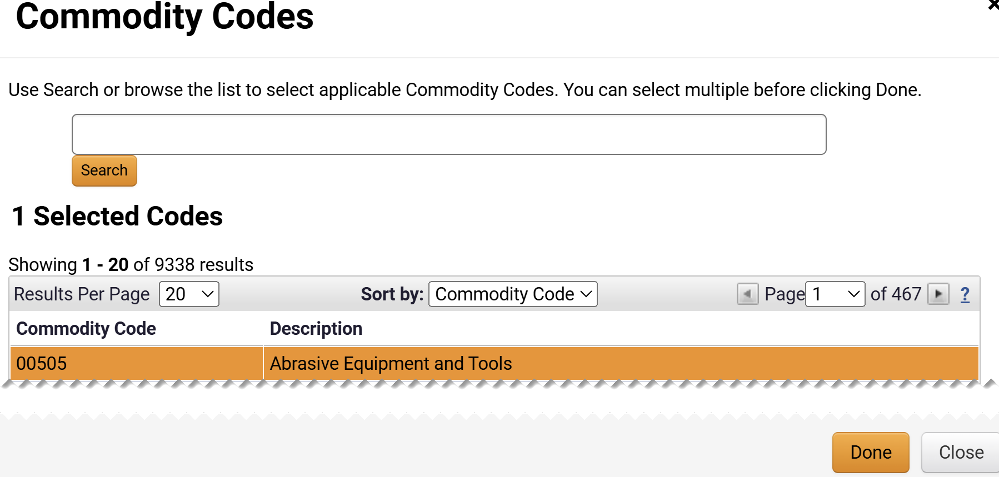 Commodity Codes
Use Search or browse the list to select applicable Commodity Codes. You can select multiple before clicking Done.
Search
1 Selected Codes
Showing 1 - 20 of 9338 results
Results Per Page 20 Sort by: Commodity Code Page 1 of 467 ?
Commodity Code Description
00505 Abrasive Equipment and Tools
Done Close